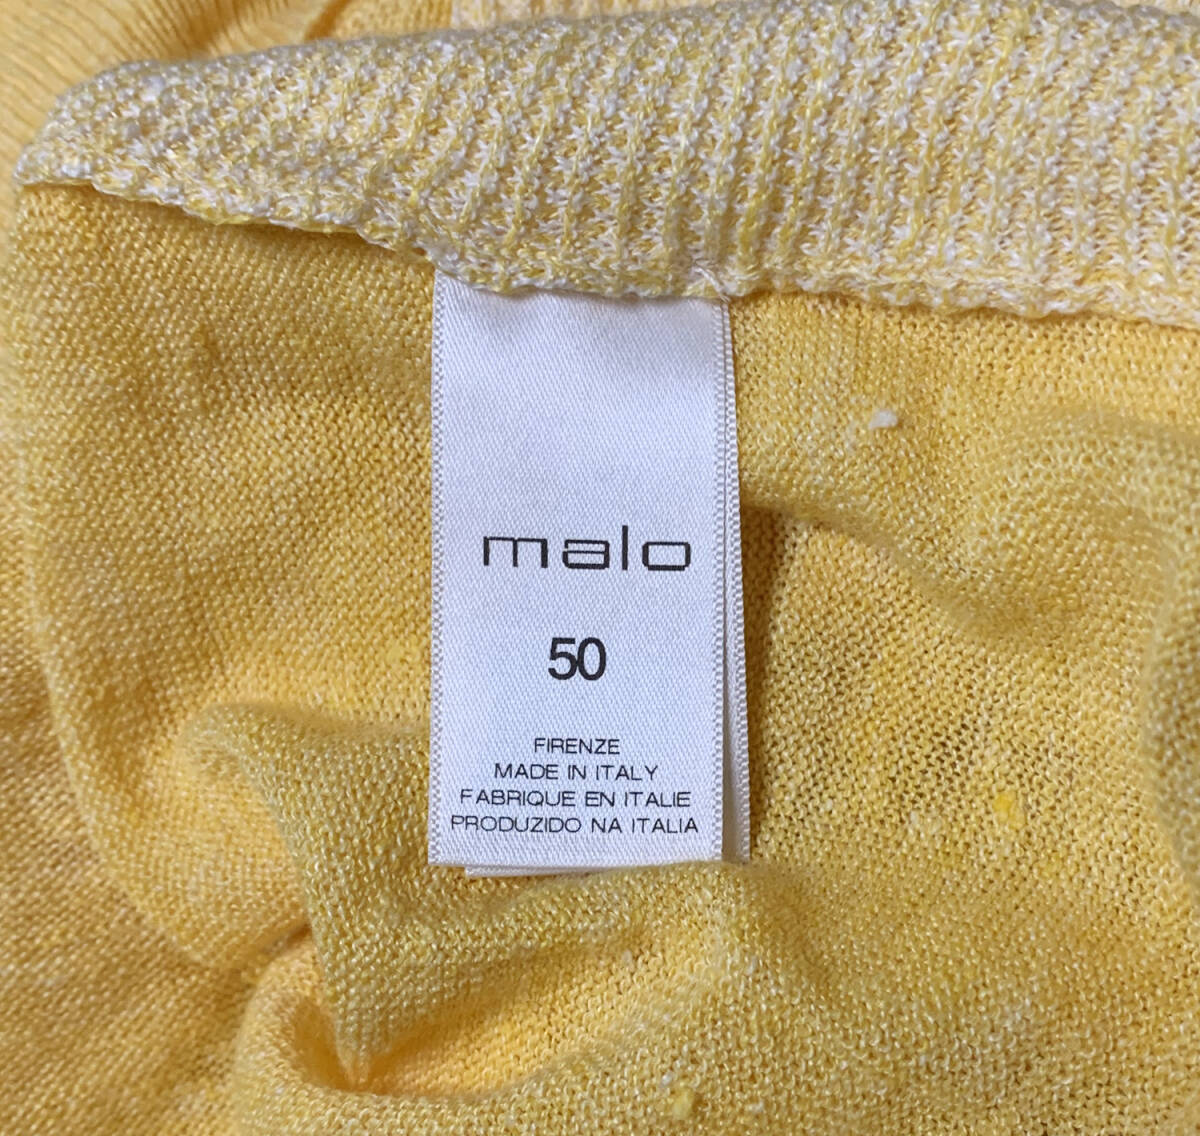 malo
50
FIRENZE
MADE IN ITALY
FABRIQUE EN ITALIE
PRODUZIDO NA ITALIA